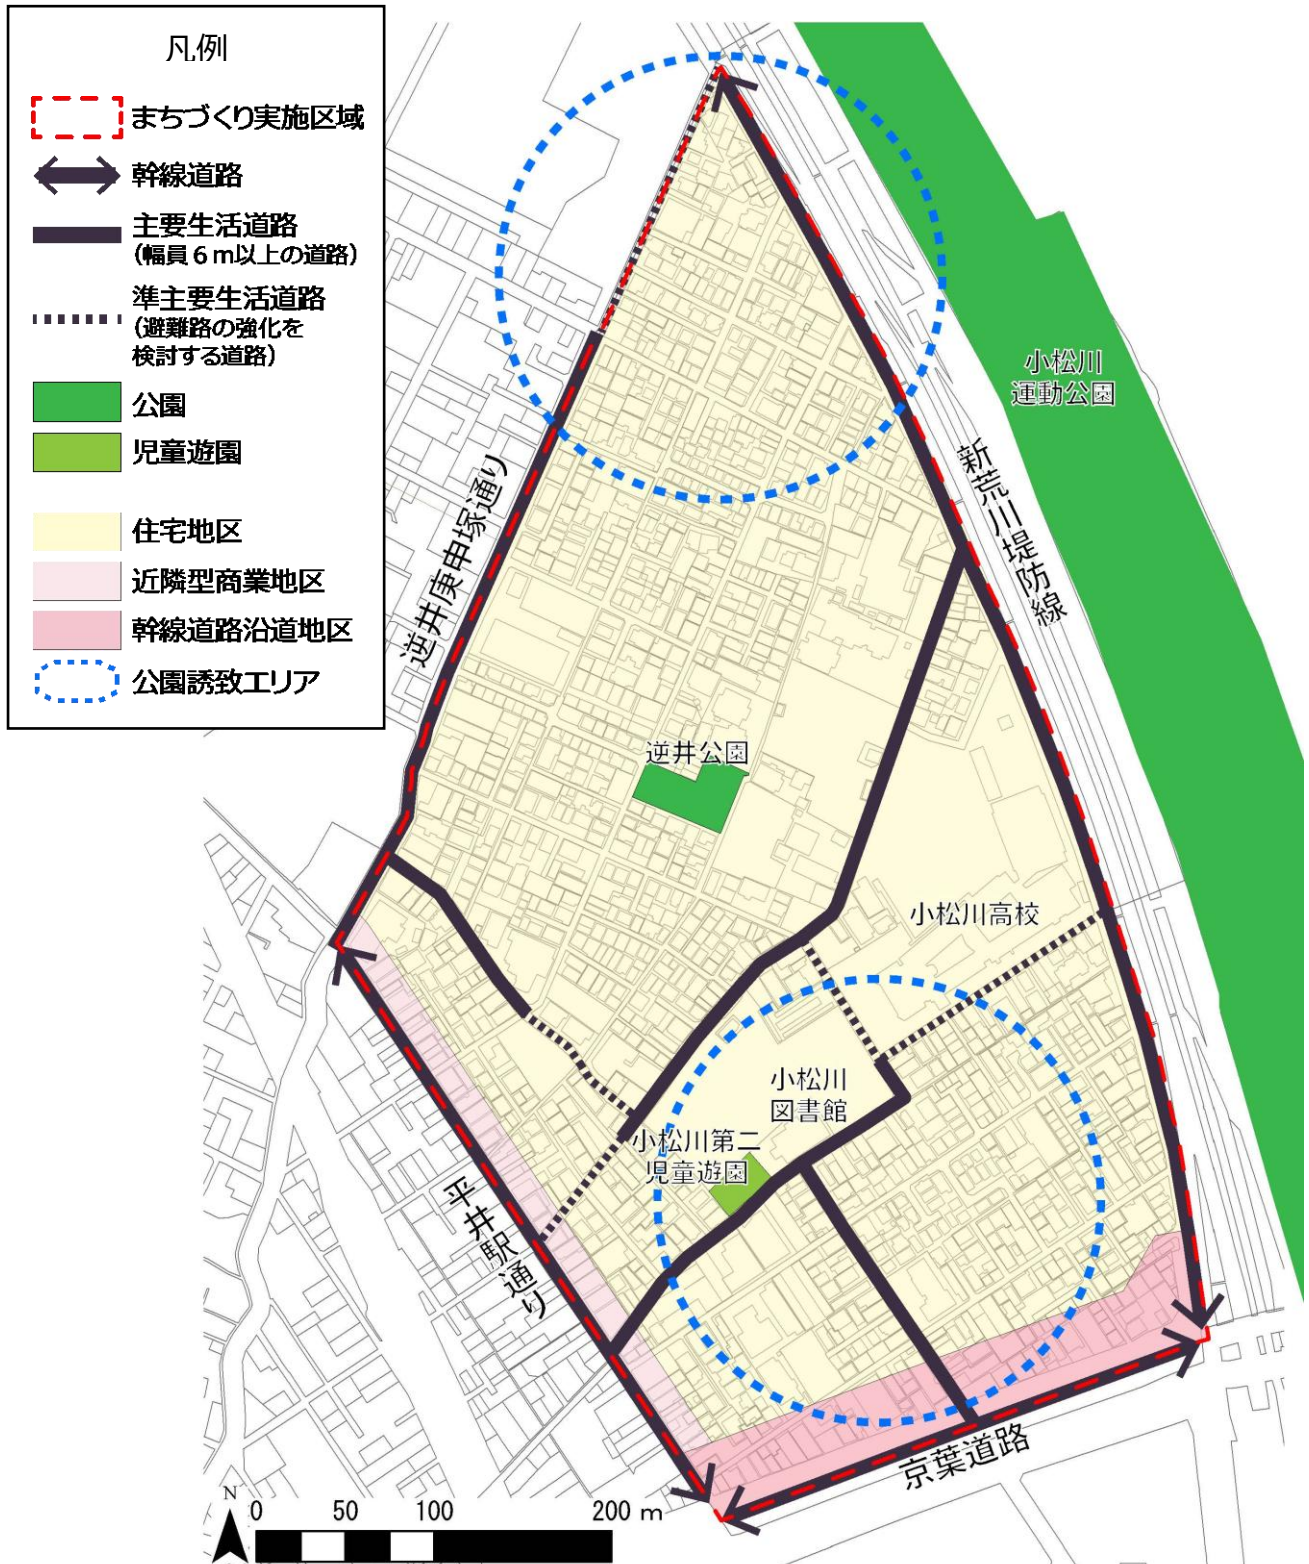 凡例
まちづくり実施区域
幹線道路
主要生活道路
(幅員6m以上の道路)
準主要生活道路
(避難路の強化を
検討する道路)
公園
児童遊園
住宅地区
近隣型商業地区
幹線道路沿道地区
公園誘致エリア
小松川
運動公園
新荒川堤防線
逆井庚申塚通り
逆井公園
小松川高校
小松川
図書館
小松川第二
児童遊園
平井駅通り
京葉道路
N
0 50 100 200 m